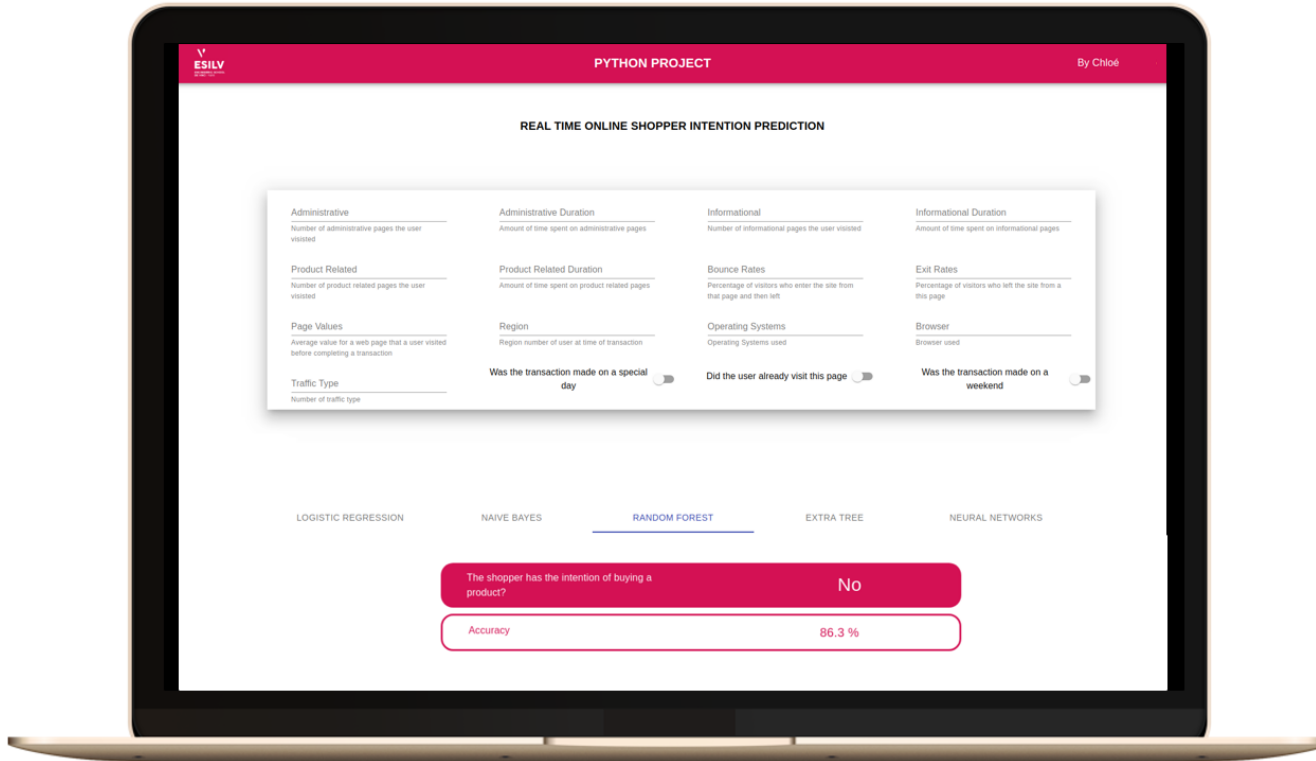 ESILV
PYTHON PROJECT
By Chloé
REAL TIME ONLINE SHOPPER INTENTION PREDICTION
Administrative
Number of administrative pages the user
visisted
Administrative Duration
Amount of time spent on administrative pages
Informational
Number of informational pages the user visisted
Informational Duration
Amount of time spent on informational pages
Product Related
Number of product related pages the user
visisted
Product Related Duration
Amount of time spent on product related pages
Bounce Rates
Percentage of visitors who enter the site from
that page and then left
Exit Rates
Percentage of visitors who left the site from a
this page
Page Values
Average value for a web page that a user visited
before completing a transaction
Region
Region number of user at time of transaction
Operating Systems
Operating Systems used
Browser
Browser used
Traffic Type
Number of traffic type
Was the transaction made on a special
day
Did the user already visit this page
Was the transaction made on a
weekend
LOGISTIC REGRESSION
NAIVE BAYES
RANDOM FOREST
EXTRA TREE
NEURAL NETWORKS
The shopper has the intention of buying a
product?
No
Accuracy
86.3 %